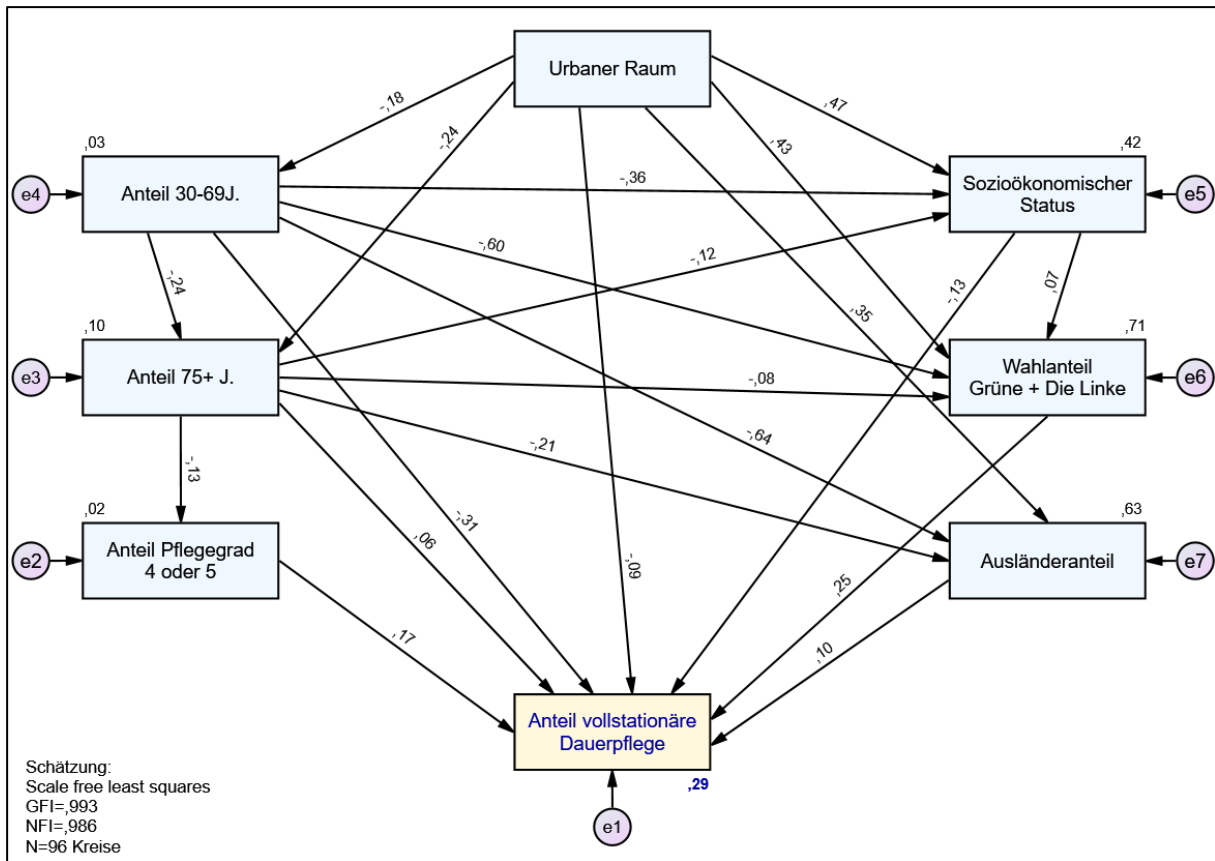 Urbaner Raum
-,18
-,24
,47
,43
,03
,42
e4
Anteil 30-69J.
-,36
Sozioökonomischer
Status
e5
-,60
-,12
-,24
-,13
,07
,35
,10
,71
e3
Anteil 75+ J.
-,08
Wahlanteil
Grüne + Die Linke
e6
-,21
-,64
-,13
,02
,63
e2
Anteil Pflegegrad
4 oder 5
-,31
,06
-,09
,25
Ausländeranteil
e7
,17
,10
Anteil vollstationäre
Dauerpflege
,29
e1
Schätzung:
Scale free least squares
GFI=,993
NFI=,986
N=96 Kreise